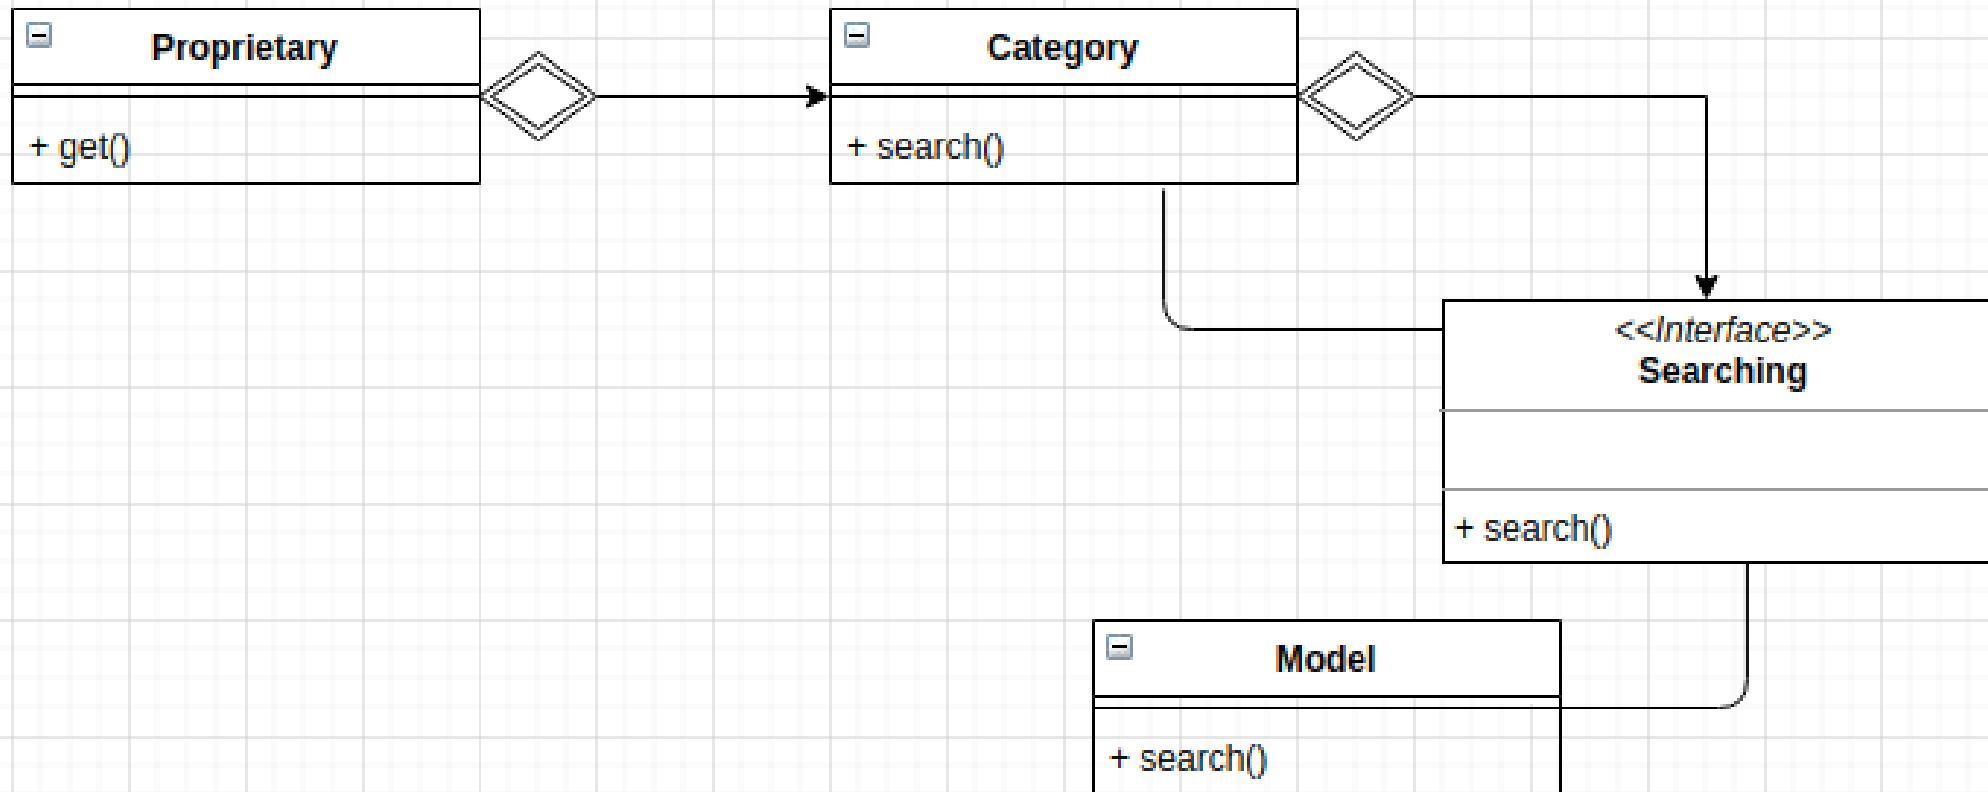 Proprietary
+ get()
Category
+ search()
<<Interface>>
Searching
+ search()
Model
+ search()